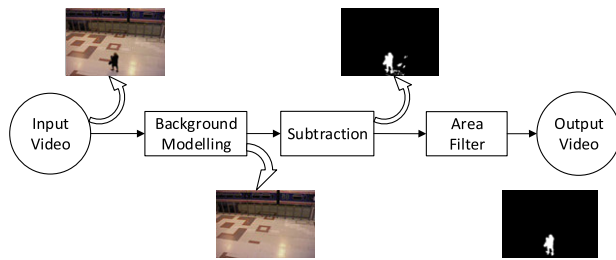 Input
Video
Background
Modelling
Subtraction
Area
Filter
Output
Video